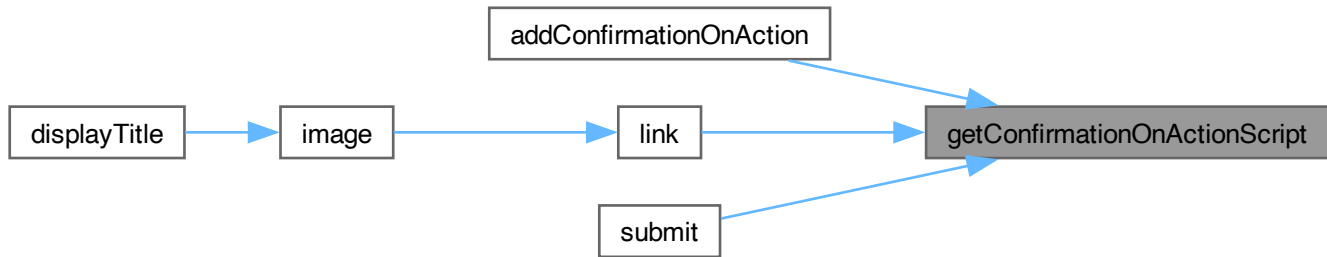 addConfirmationOnAction
displayTitle
image
link
getConfirmationOnActionScript
submit